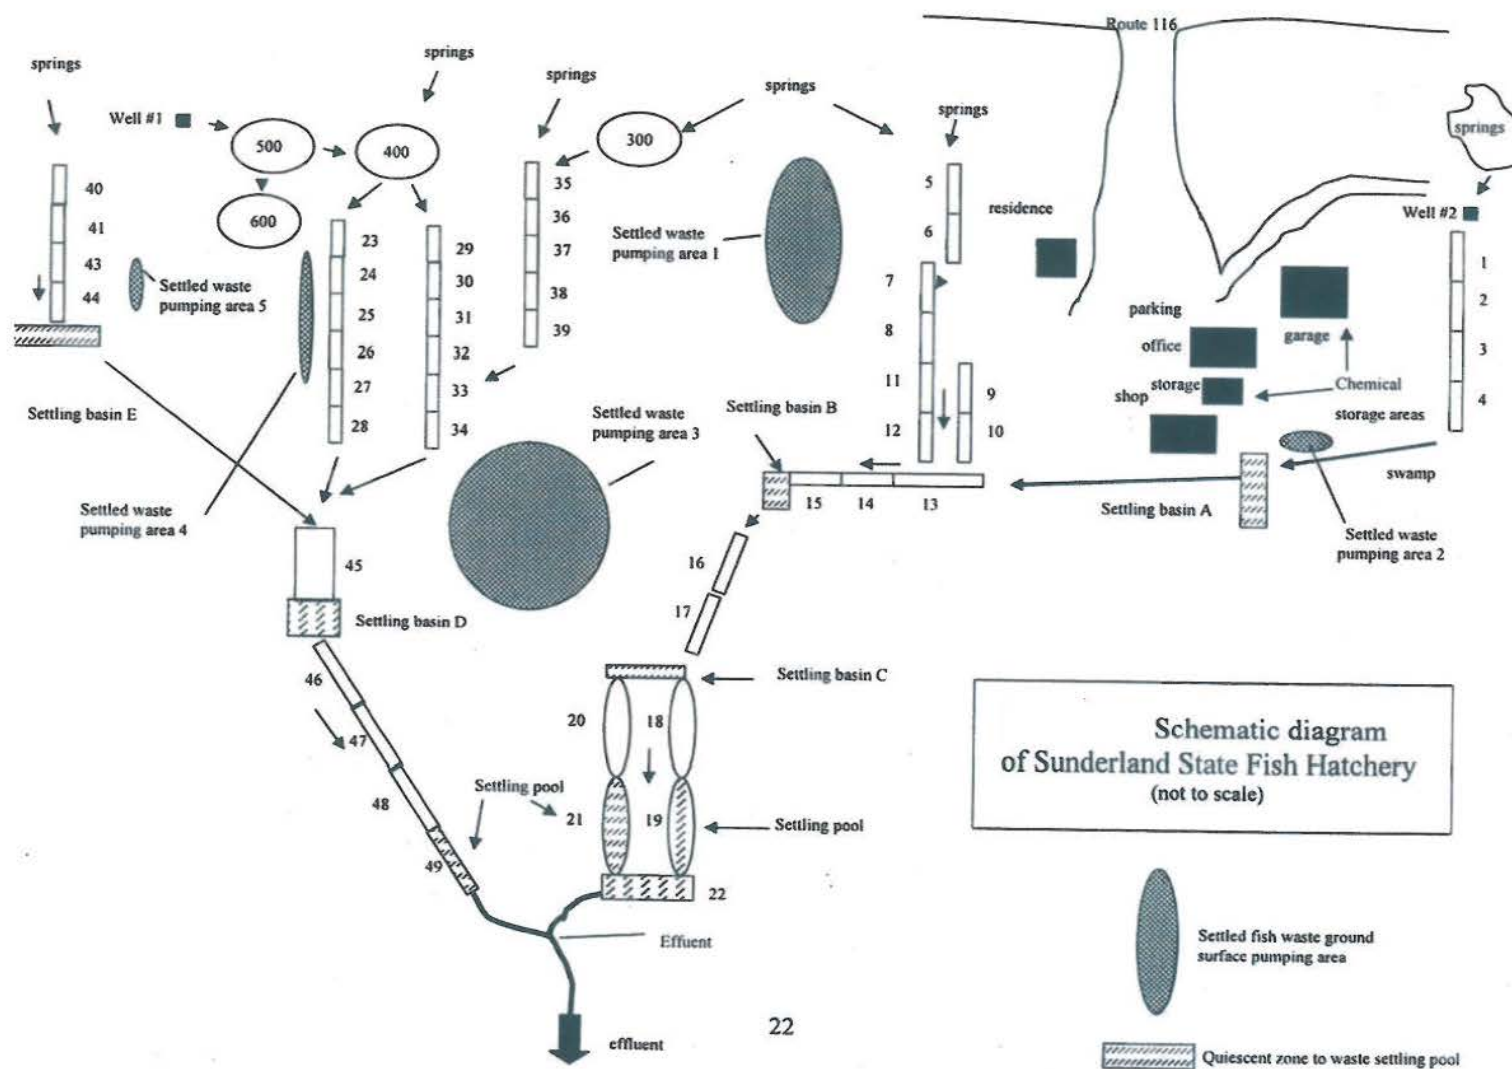 Route 116
springs
springs
springs
springs
springs
springs
Well #1
500
400
300
600
Well #2
40
41
43
44
23
24
25
26
27
28
29
30
31
32
33
34
35
36
37
38
39
5
6
7
8
11
12
9
10
1
2
3
4
residence
Settled waste
pumping area 1
Settled waste
pumping area 5
parking
office
garage
storage
Chemical
storage areas
shop
swamp
Settling basin E
Settled waste
pumping area 3
Settling basin B
15
14
13
Settling basin A
Settled waste
pumping area 2
Settled waste
pumping area 4
45
Settling basin D
16
17
Settling basin C
46
47
48
49
20
18
21
19
22
Settling pool
Settling pool
Effuent
effluent
Schematic diagram
of Sunderland State Fish Hatchery
(not to scale)
Settled fish waste ground
surface pumping area
22
Quiescent zone to waste settling pool